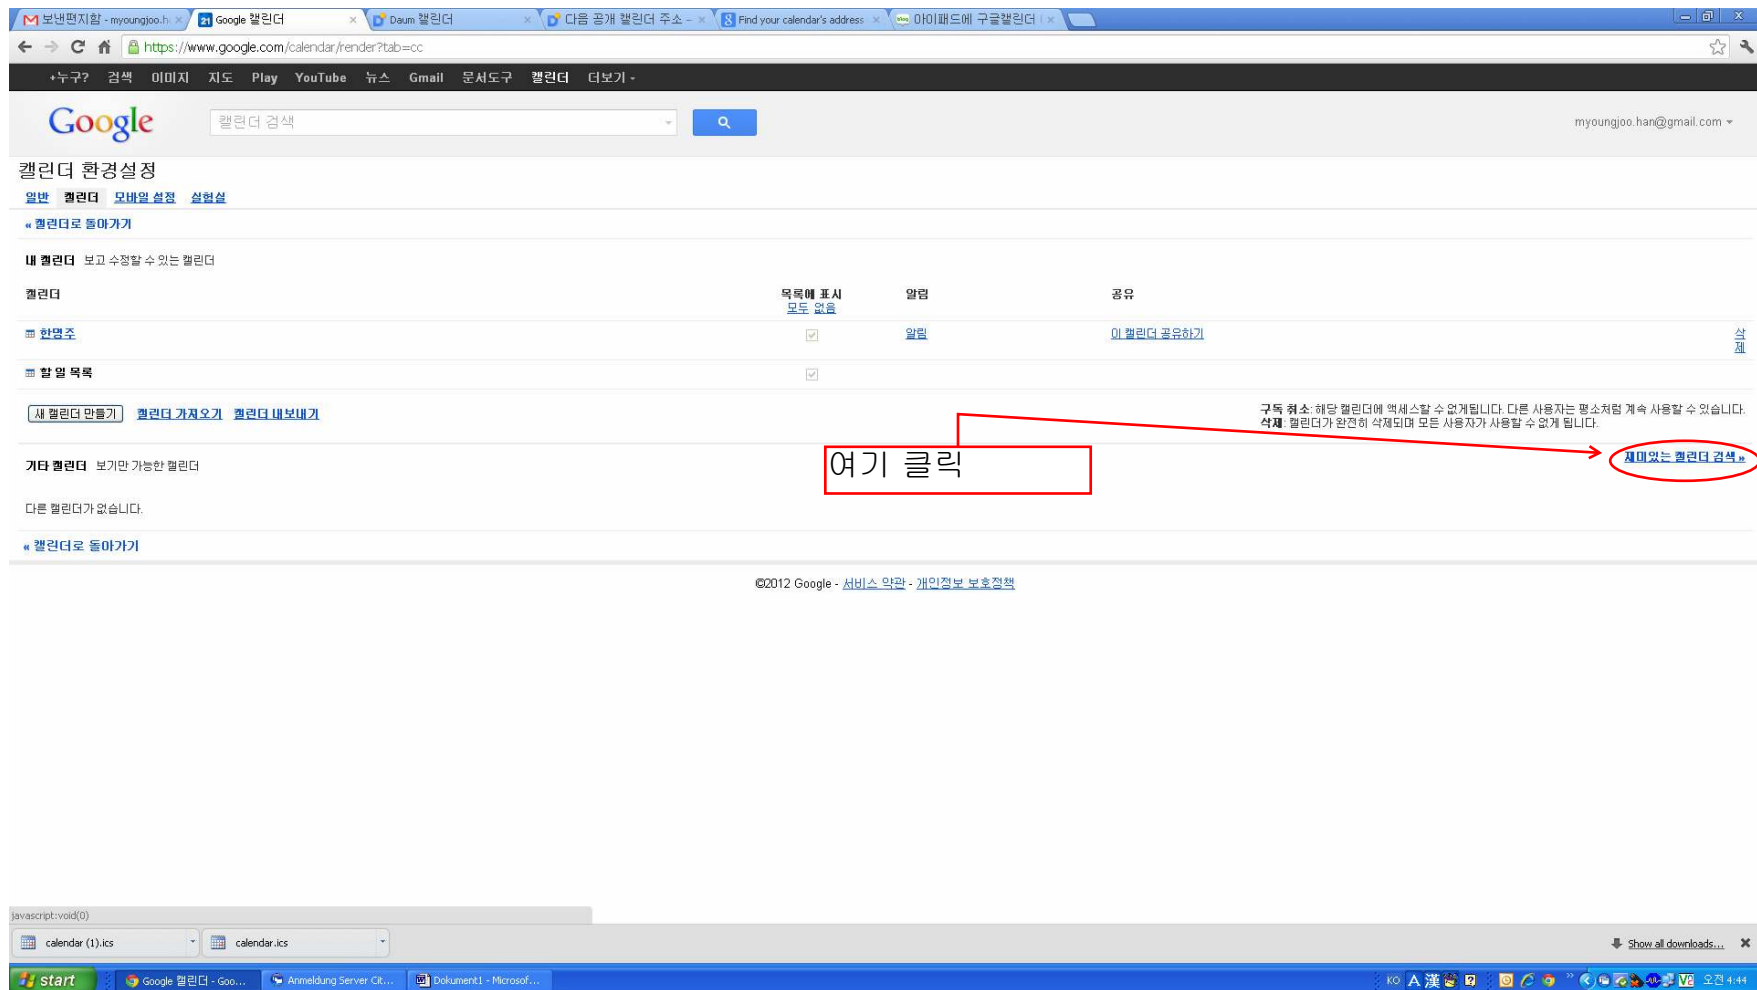 보낸편지함 - myoungjoo.h
Google 캘린더
Daum 캘린더
다음 공개 캘린더 주소 -
Find your calendar's address
아이패드에 구글캘린더 (
https://www.google.com/calendar/render?tab=cc
+누구? 검색 이미지 지도 Play YouTube 뉴스 Gmail 문서도구 캘린더 더보기
Google
캘린더 검색
myoungjoo.han@gmail.com
캘린더 환경설정
일반 캘린더 모바일 설정 실험실
« 캘린더로 돌아가기
내 캘린더 보고 수정할 수 있는 캘린더
캘린더 목록에 표시 알림 공유
모두 없음
한명주 알림 이 캘린더 공유하기 삭
제
할 일 목록
새 캘린더 만들기 캘린더 가져오기 캘린더 내보내기
구독 취소: 해당 캘린더에 액세스할 수 없게됩니다. 다른 사용자는 평소처럼 계속 사용할 수 있습니다.
삭제: 캘린더가 완전히 삭제되며 모든 사용자가 사용할 수 없게 됩니다.
여기 클릭
재미있는 캘린더 검색 »
기타 캘린더 보기만 가능한 캘린더
다른 캘린더가 없습니다.
« 캘린더로 돌아가기
©2012 Google - 서비스 약관 - 개인정보 보호정책
javascript:void(0)
calendar (1).ics
calendar.ics
Show all downloads...
start
Google 캘린더 - Goo...
Anmeldung Server Cit...
Dokument1 - Microsof...
KO A 漢
오전 4:44